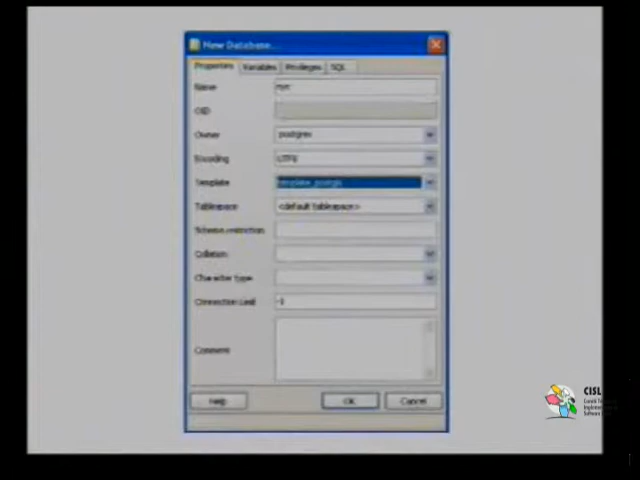 New Database...
Properties Variables Privileges SQL
Name
OID
Owner postgres
Encoding UTF8
Template template_postgis
Tablespace <default tablespace>
Schema restriction
Collation
Character type
Connection Limit -1
Comment
Help OK Cancel
CISL